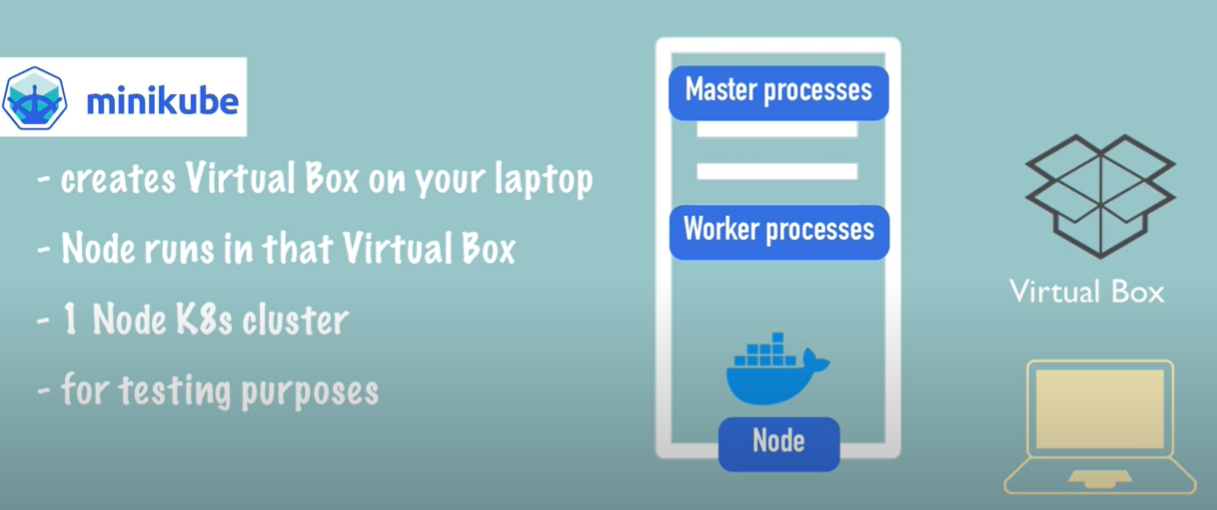 minikube
- creates Virtual Box on your laptop
- Node runs in that Virtual Box
- 1 Node K8s cluster
- for testing purposes
Master processes
Worker processes
Node
Virtual Box